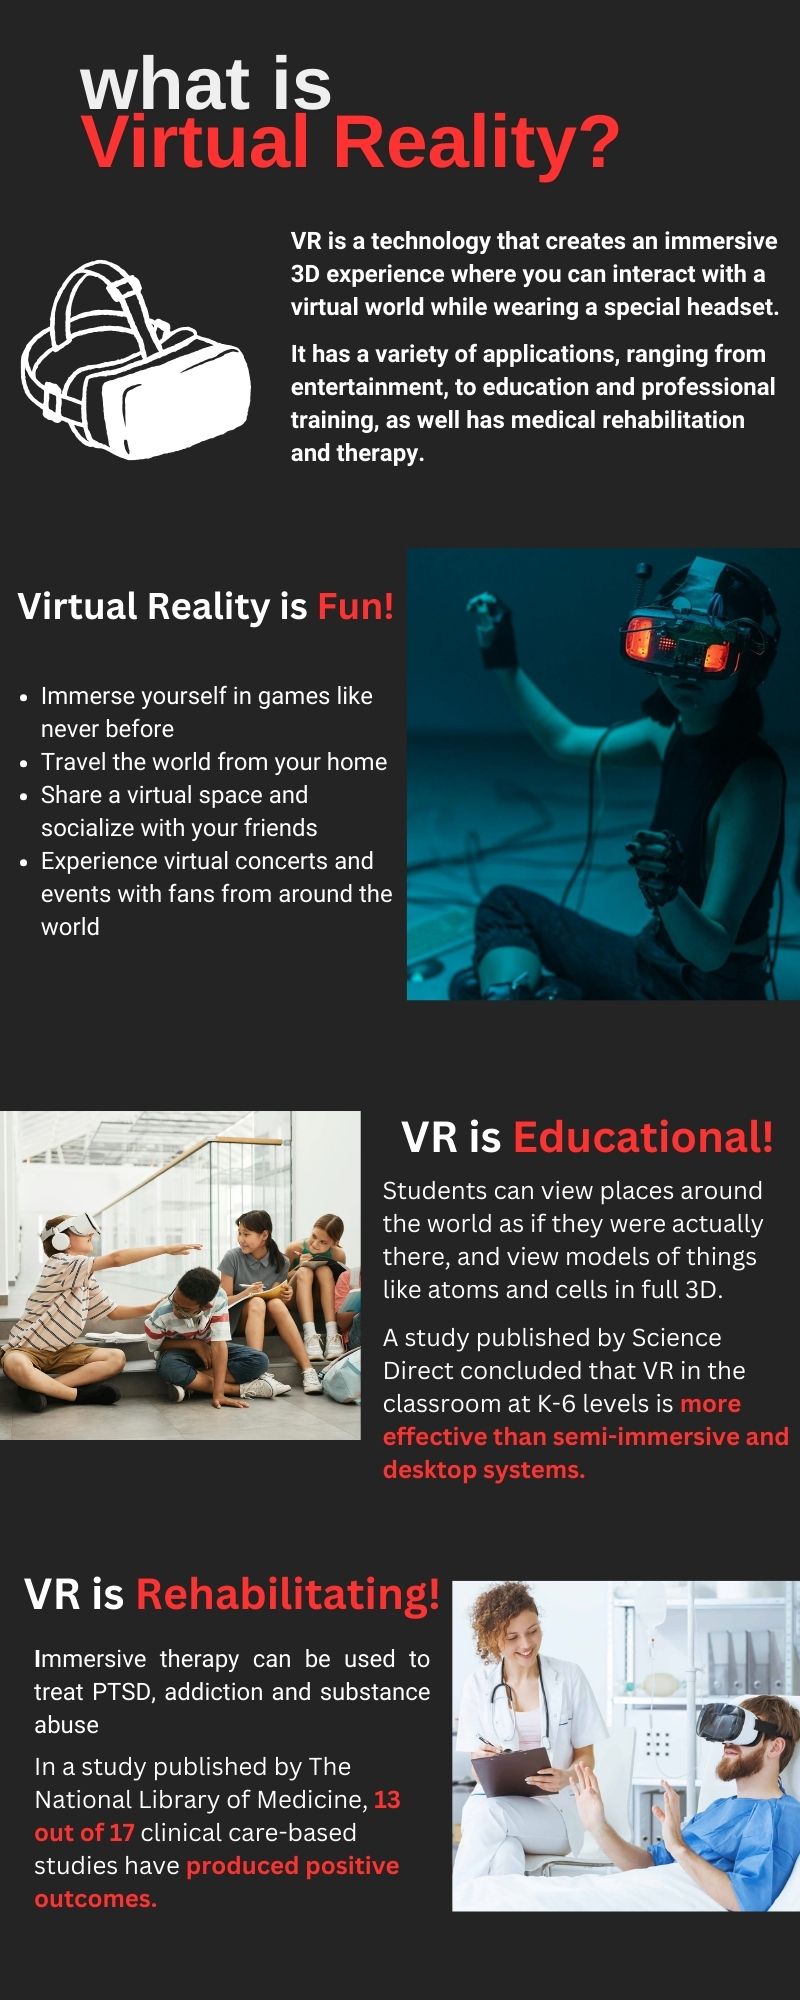 what is
Virtual Reality?
VR is a technology that creates an immersive
3D experience where you can interact with a
virtual world while wearing a special headset.
It has a variety of applications, ranging from
entertainment, to education and professional
training, as well has medical rehabilitation
and therapy.
Virtual Reality is Fun!
• Immerse yourself in games like
never before
• Travel the world from your home
• Share a virtual space and
socialize with your friends
• Experience virtual concerts and
events with fans from around the
world
VR is Educational!
Students can view places around
the world as if they were actually
there, and view models of things
like atoms and cells in full 3D.
A study published by Science
Direct concluded that VR in the
classroom at K-6 levels is more
effective than semi-immersive and
desktop systems.
VR is Rehabilitating!
Immersive therapy can be used to
treat PTSD, addiction and substance
abuse
In a study published by The
National Library of Medicine, 13
out of 17 clinical care-based
studies have produced positive
outcomes.